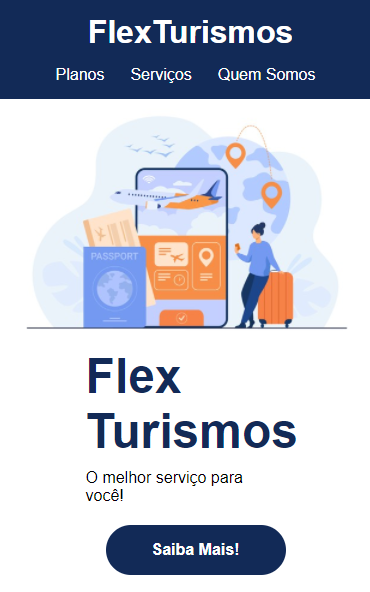 FlexTurismos
Planos Serviços Quem Somos
PASSPORT
Flex
Turismos
O melhor serviço para
você!
Saiba Mais!